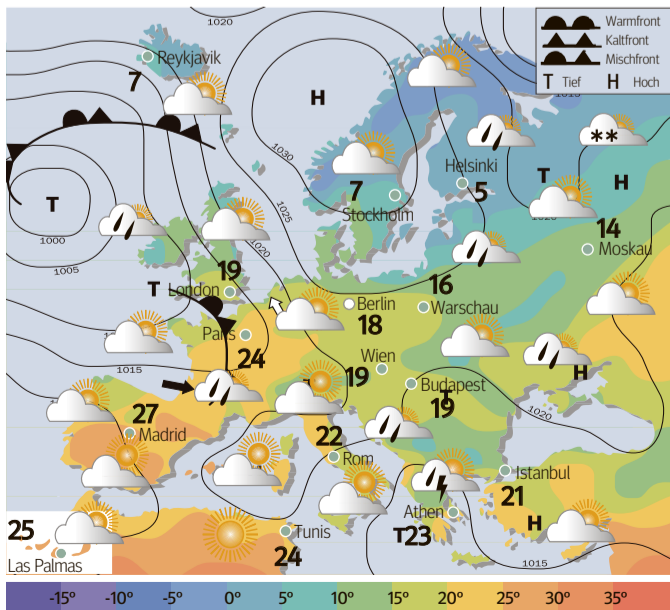 1020
Warmfront
Kaltfront
Mischfront
T Tief H Hoch
1015
Reykjavik
7
H
1030
Helsinki
5
T
H
1020
7
Stockholm
14
Moskau
T
1000
1005
1025
1020
19
London
T
16
Warschau
Berlin
18
Paris
24
1015
Wien
19
Budapest
T
19
H
1020
27
Madrid
22
Rom
Istanbul
21
Athen
T23
H
25
Las Palmas
Tunis
24
1015
-15° -10° -5° 0° 5° 10° 15° 20° 25° 30° 35°